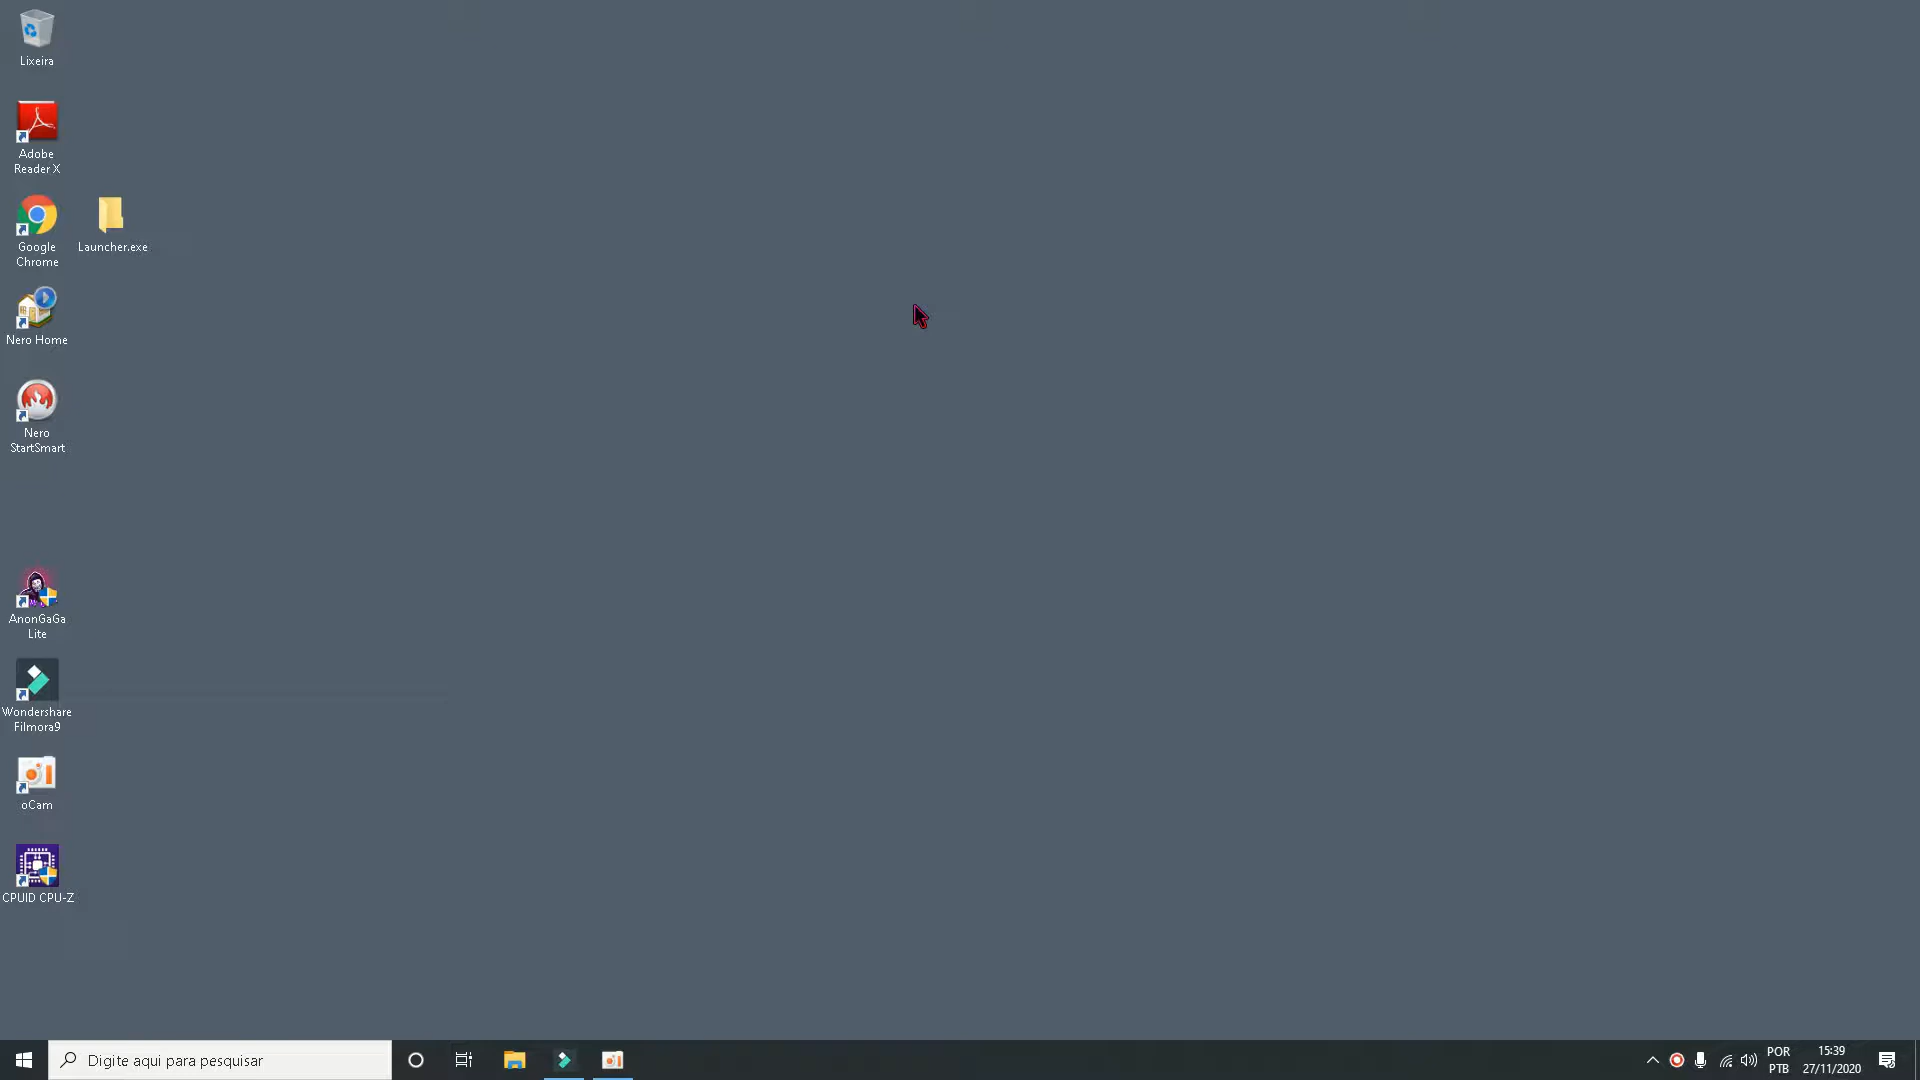 Lixeira
Adobe
Reader X
Google
Chrome
Launcher.exe
Nero Home
Nero
StartSmart
AnonGaGa
Lite
Wondershare
Filmora9
oCam
CPUID CPU-Z
Digite aqui para pesquisar
POR
PTB
15:39
27/11/2020